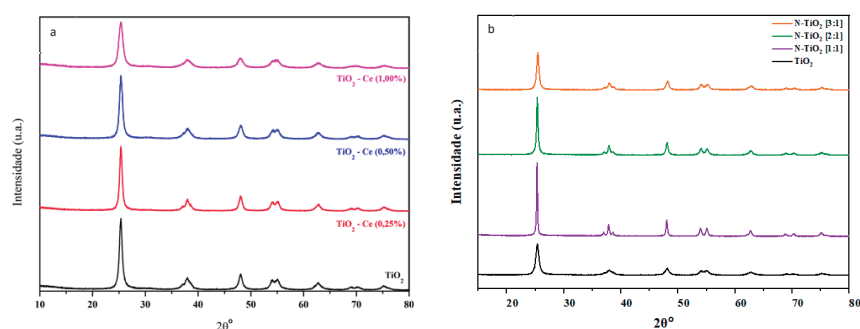 a
TiO₂ - Ce (1,00%)
TiO₂ - Ce (0,50%)
TiO₂ - Ce (0,25%)
TiO₂
Intensidade (u.a.)
10 20 30 40 50 60 70 80
2θ°
b
N-TiO₂ [3:1]
N-TiO₂ [2:1]
N-TiO₂ [1:1]
TiO₂
Intensidade (u.a.)
20 30 40 50 60 70 80
2θ°